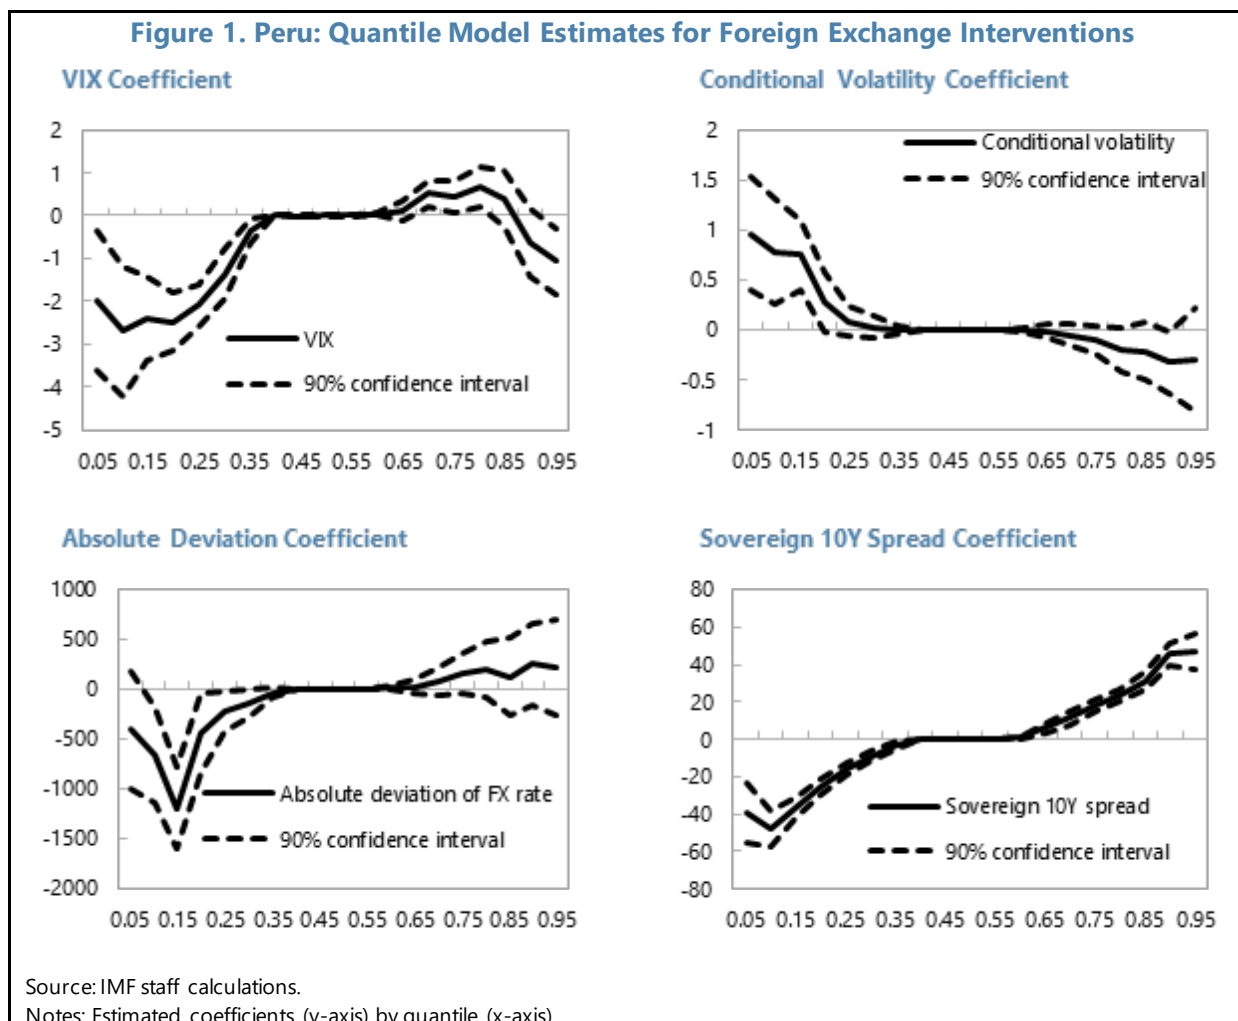 Figure 1. Peru: Quantile Model Estimates for Foreign Exchange Interventions
VIX Coefficient
2
1
0
-1
-2
-3
-4
-5
VIX
90% confidence interval
0.05 0.15 0.25 0.35 0.45 0.55 0.65 0.75 0.85 0.95
Conditional Volatility Coefficient
2
1.5
1
0.5
0
-0.5
-1
Conditional volatility
90% confidence interval
0.05 0.15 0.25 0.35 0.45 0.55 0.65 0.75 0.85 0.95
Absolute Deviation Coefficient
1000
500
0
-500
-1000
-1500
-2000
Absolute deviation of FX rate
90% confidence interval
0.05 0.15 0.25 0.35 0.45 0.55 0.65 0.75 0.85 0.95
Sovereign 10Y Spread Coefficient
80
60
40
20
0
-20
-40
-60
-80
Sovereign 10Y spread
90% confidence interval
0.05 0.15 0.25 0.35 0.45 0.55 0.65 0.75 0.85 0.95
Source: IMF staff calculations.
Notes: Estimated coefficients (y-axis) by quantile (x-axis)